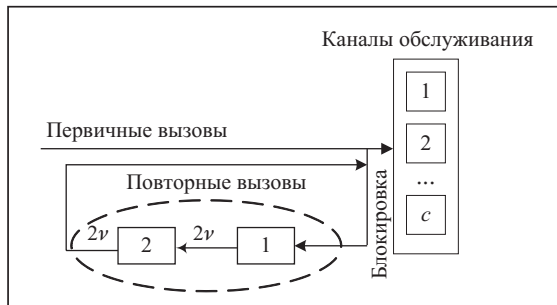 Каналы обслуживания
1
2
...
c
Первичные вызовы
Повторные вызовы
Блокировка
2ν
2
2ν
1